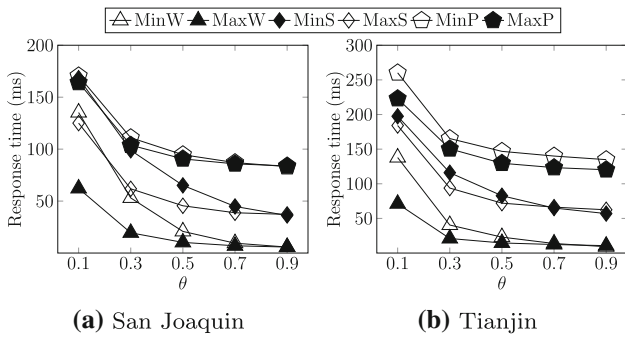 MinW MaxW MinS MaxS MinP MaxP
Response time (ms)
200
150
100
50
0.1 0.3 0.5 0.7 0.9
θ
(a) San Joaquin
Response time (ms)
300
250
200
150
100
50
0.1 0.3 0.5 0.7 0.9
θ
(b) Tianjin